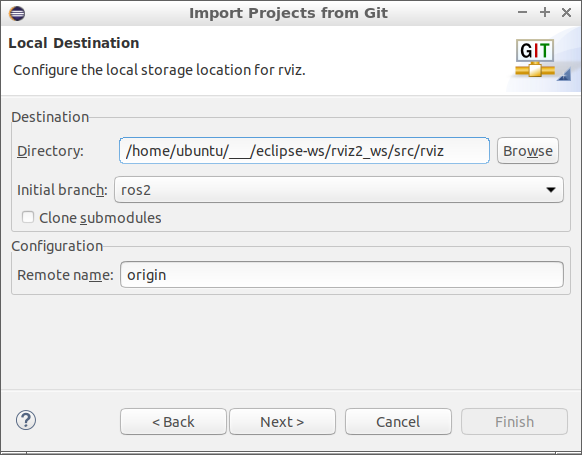 Import Projects from Git
Local Destination
Configure the local storage location for rviz.
GIT
Destination
Directory: /home/ubuntu/___/eclipse-ws/rviz2_ws/src/rviz Browse
Initial branch: ros2
Clone submodules
Configuration
Remote name: origin
? < Back Next > Cancel Finish